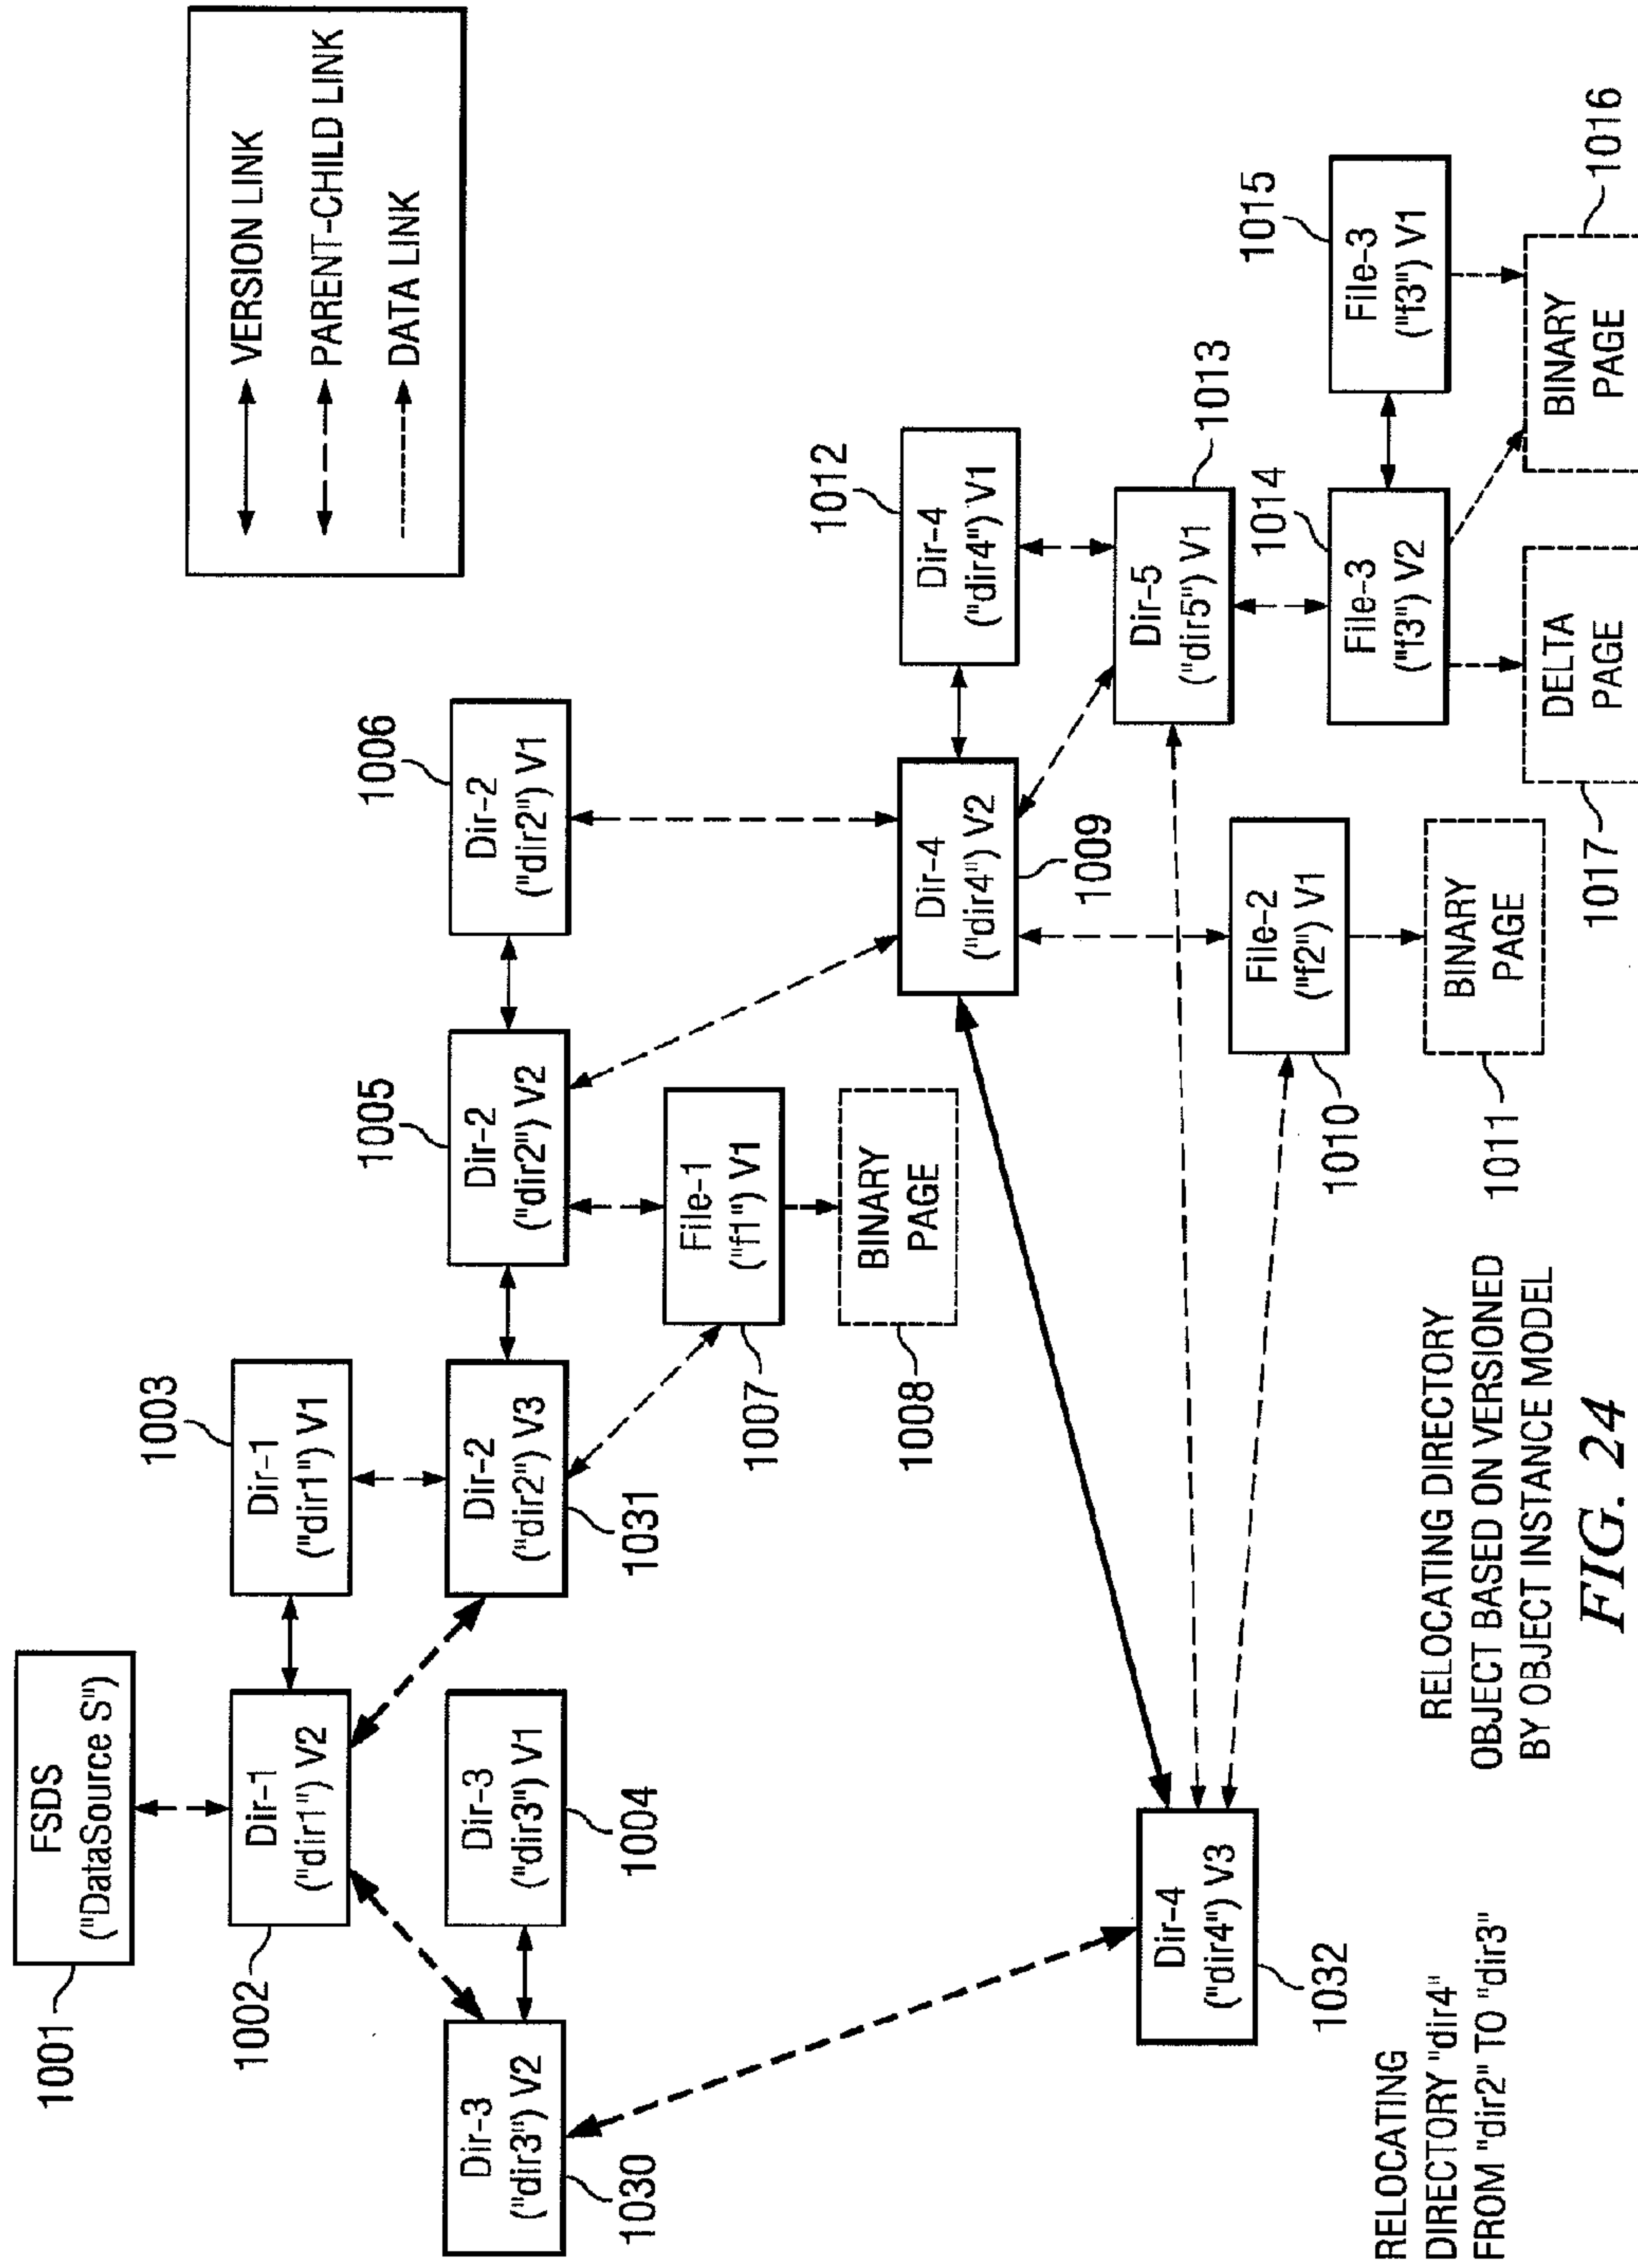 VERSION LINK
PARENT-CHILD LINK
DATA LINK
1001
FSDS
("DataSource S")
1002
Dir-1
("dir1") V2
1003
Dir-1
("dir1") V1
1030
Dir-3
("dir3") V2
Dir-3
("dir3") V1
1004
Dir-2
("dir2") V3
1031
1005
Dir-2
("dir2") V2
1006
Dir-2
("dir2") V1
File-1
("f1") V1
1007
BINARY
PAGE
1008
Dir-4
("dir4") V2
1009
1012
Dir-4
("dir4") V1
Dir-4
("dir4") V3
1032
Dir-5
("dir5") V1
1013
File-2
("f2") V1
1010
BINARY
PAGE
1011
1014
File-3
("f3") V2
1015
File-3
("f3") V1
DELTA
PAGE
1017
BINARY
PAGE
1016
RELOCATING
DIRECTORY "dir4"
FROM "dir2" TO "dir3"
RELOCATING DIRECTORY
OBJECT BASED ON VERSIONED
BY OBJECT INSTANCE MODEL
FIG. 24